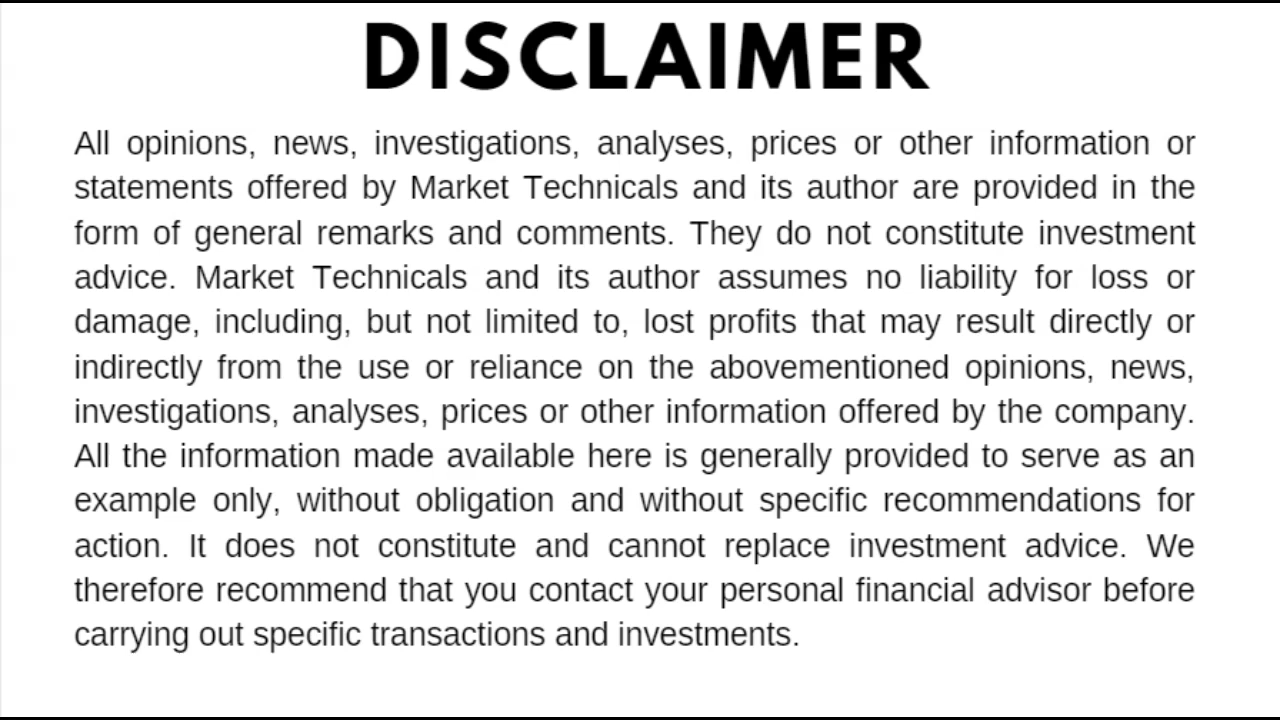 DISCLAIMER
All opinions, news, investigations, analyses, prices or other information or
statements offered by Market Technicals and its author are provided in the
form of general remarks and comments. They do not constitute investment
advice. Market Technicals and its author assumes no liability for loss or
damage, including, but not limited to, lost profits that may result directly or
indirectly from the use or reliance on the abovementioned opinions, news,
investigations, analyses, prices or other information offered by the company.
All the information made available here is generally provided to serve as an
example only, without obligation and without specific recommendations for
action. It does not constitute and cannot replace investment advice. We
therefore recommend that you contact your personal financial advisor before
carrying out specific transactions and investments.